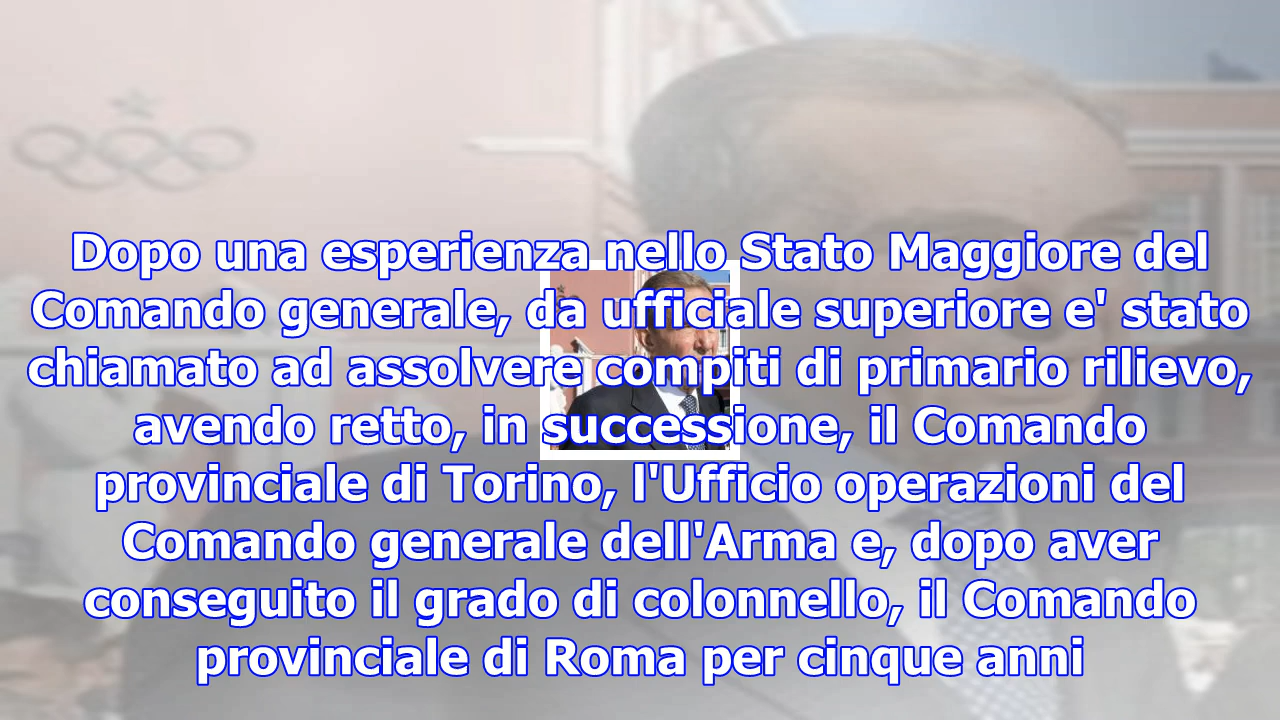 Dopo una esperienza nello Stato Maggiore del
Comando generale, da ufficiale superiore e' stato
chiamato ad assolvere compiti di primario rilievo,
avendo retto, in successione, il Comando
provinciale di Torino, l'Ufficio operazioni del
Comando generale dell'Arma e, dopo aver
conseguito il grado di colonnello, il Comando
provinciale di Roma per cinque anni